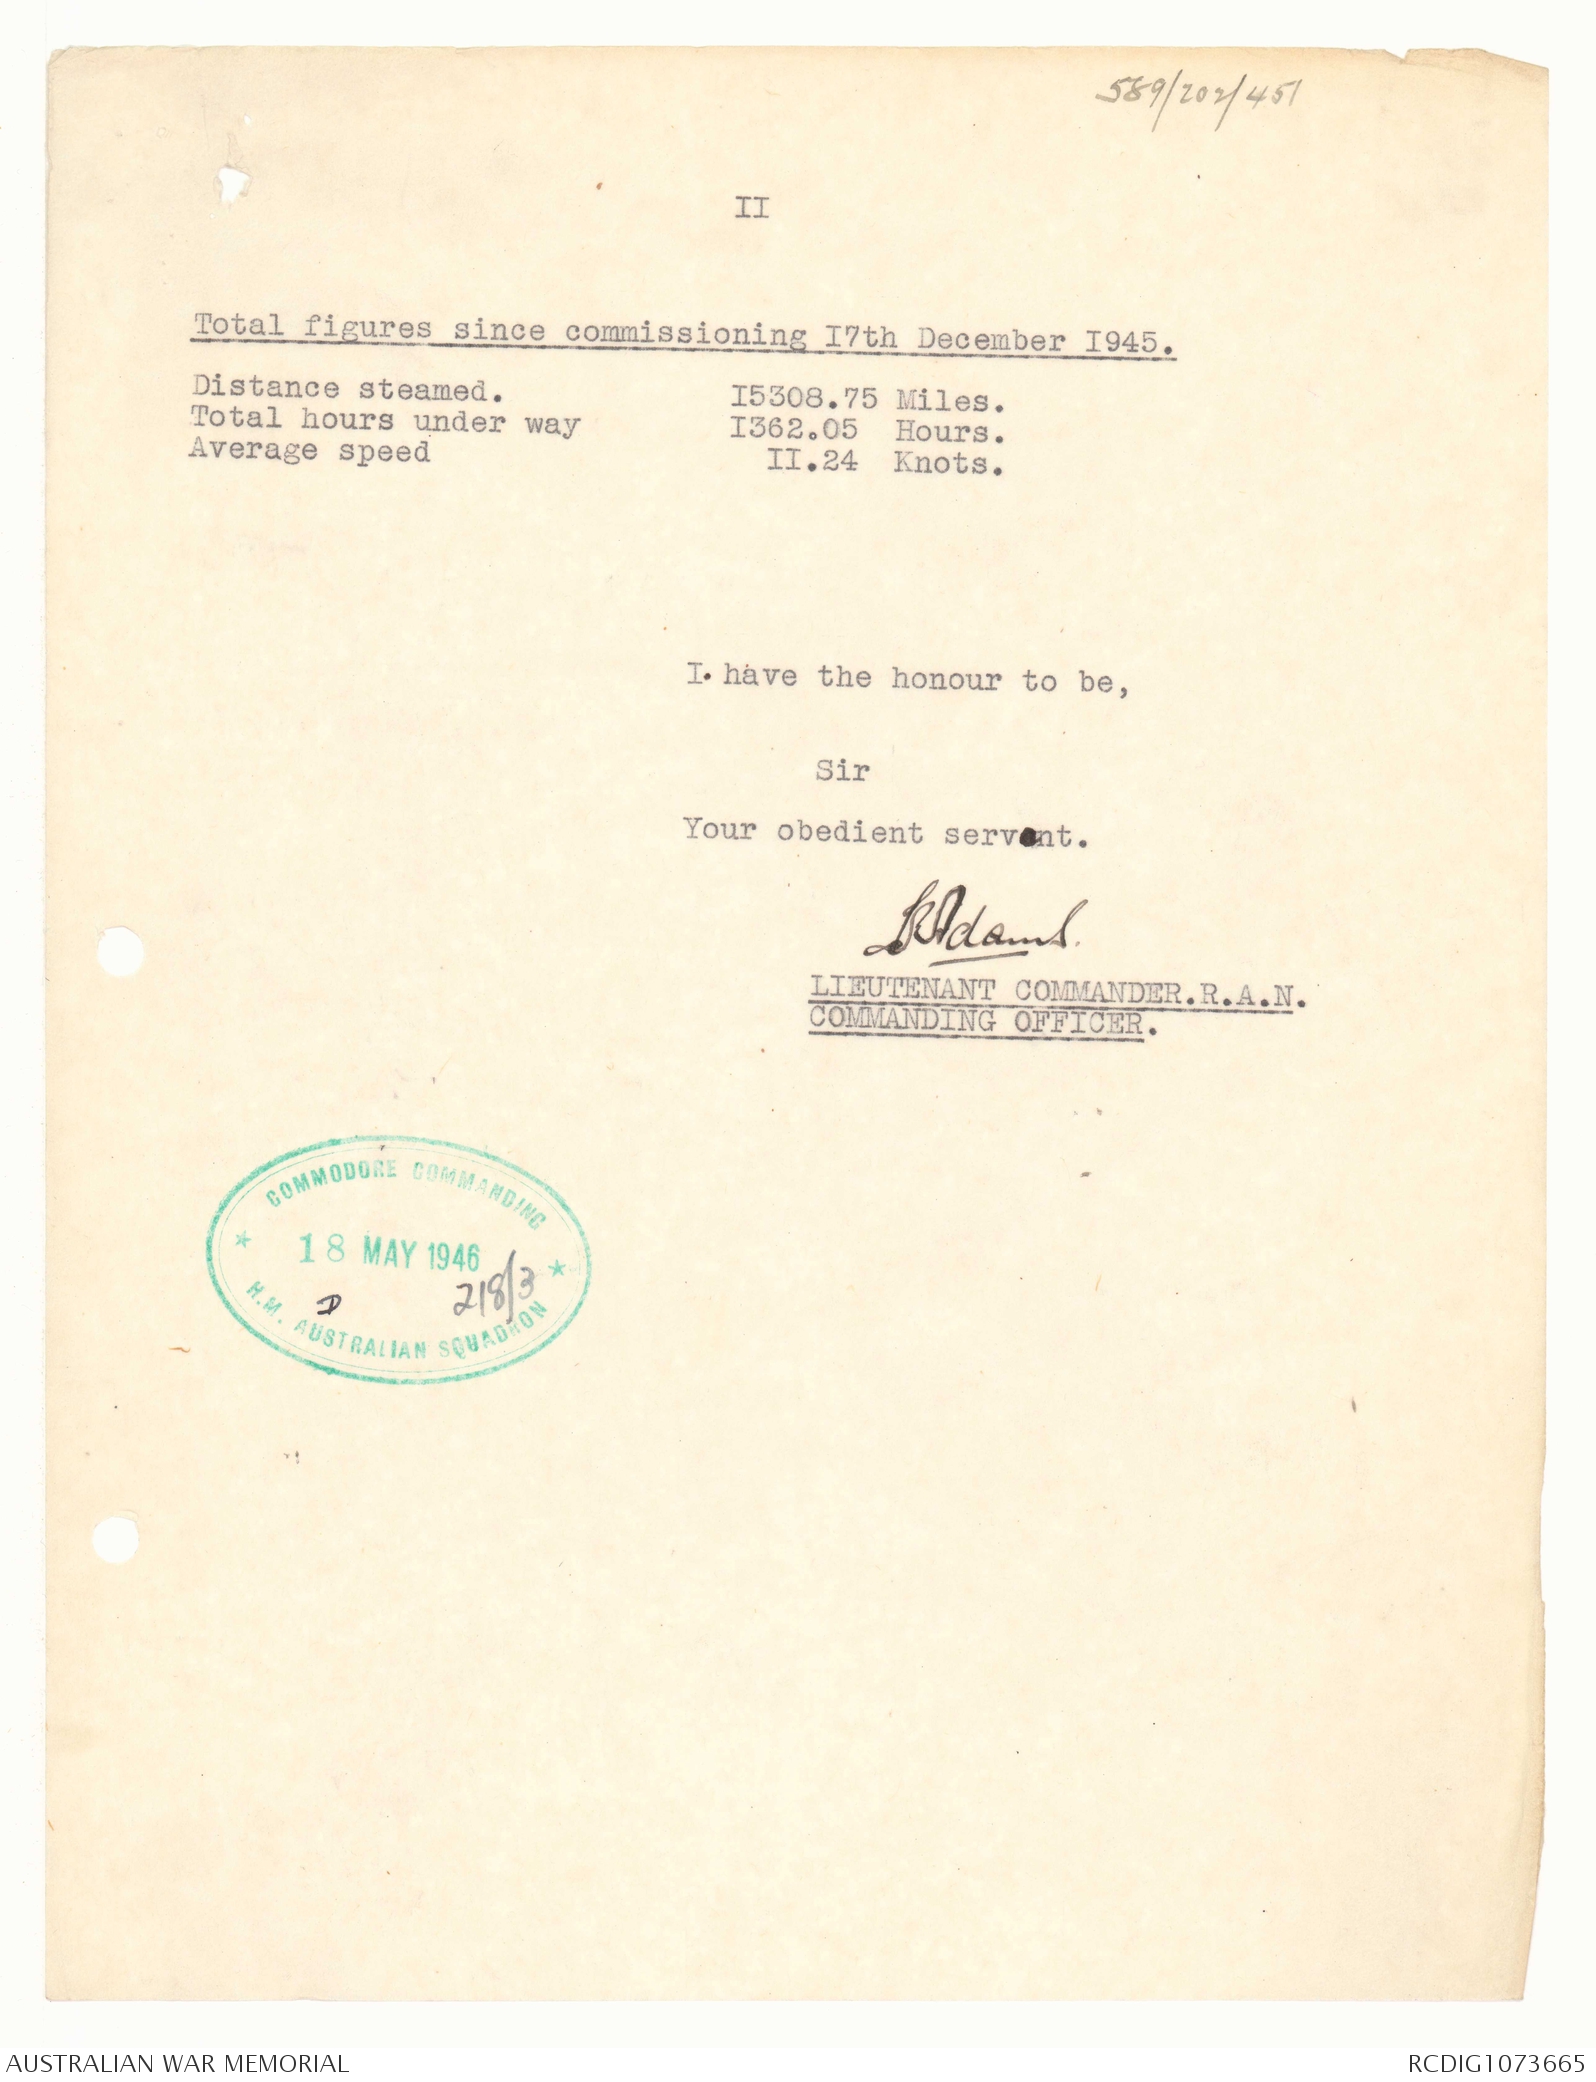 589/202/451
II
Total figures since commissioning I7th December I945.
Distance steamed. I5308.75 Miles.
Total hours under way I362.05 Hours.
Average speed II.24 Knots.
I have the honour to be,
Sir
Your obedient servant.
Adams.
LIEUTENANT COMMANDER.R.A.N.
COMMANDING OFFICER.
COMMODORE COMMANDING
18 MAY 1946
218/3
H.M. AUSTRALIAN SQUADRON
AUSTRALIAN WAR MEMORIAL
RCDIG1073665